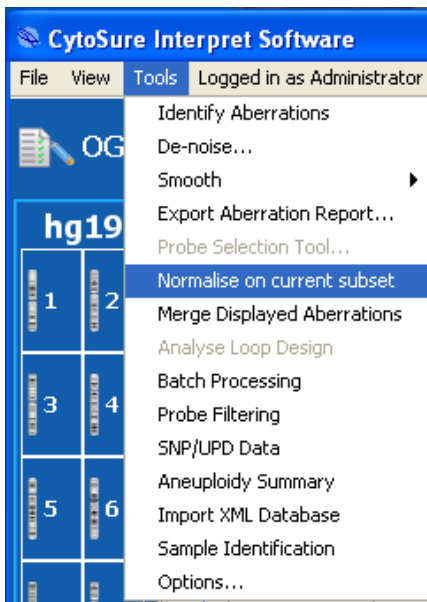 CytoSure Interpret Software
File View Tools Logged in as Administrator
OG
hg19
1 2
3 4
5 6
Identify Aberrations
De-noise...
Smooth
Export Aberration Report...
Probe Selection Tool...
Normalise on current subset
Merge Displayed Aberrations
Analyse Loop Design
Batch Processing
Probe Filtering
SNP/UPD Data
Aneuploidy Summary
Import XML Database
Sample Identification
Options...